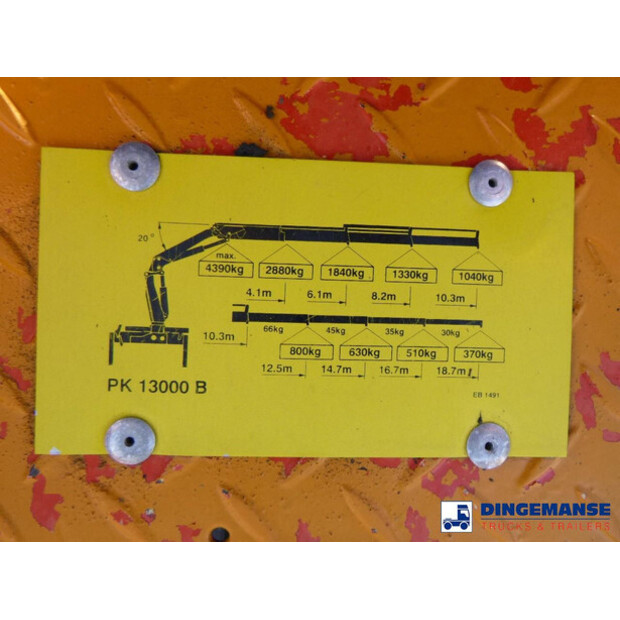 20°
max.
4390kg 2880kg 1840kg 1330kg 1040kg
4.1m 6.1m 8.2m 10.3m
10.3m 66kg 45kg 35kg 30kg
800kg 630kg 510kg 370kg
12.5m 14.7m 16.7m 18.7m
PK 13000 B
EB 1491
DINGEMANSE
TRUCKS & TRAILERS